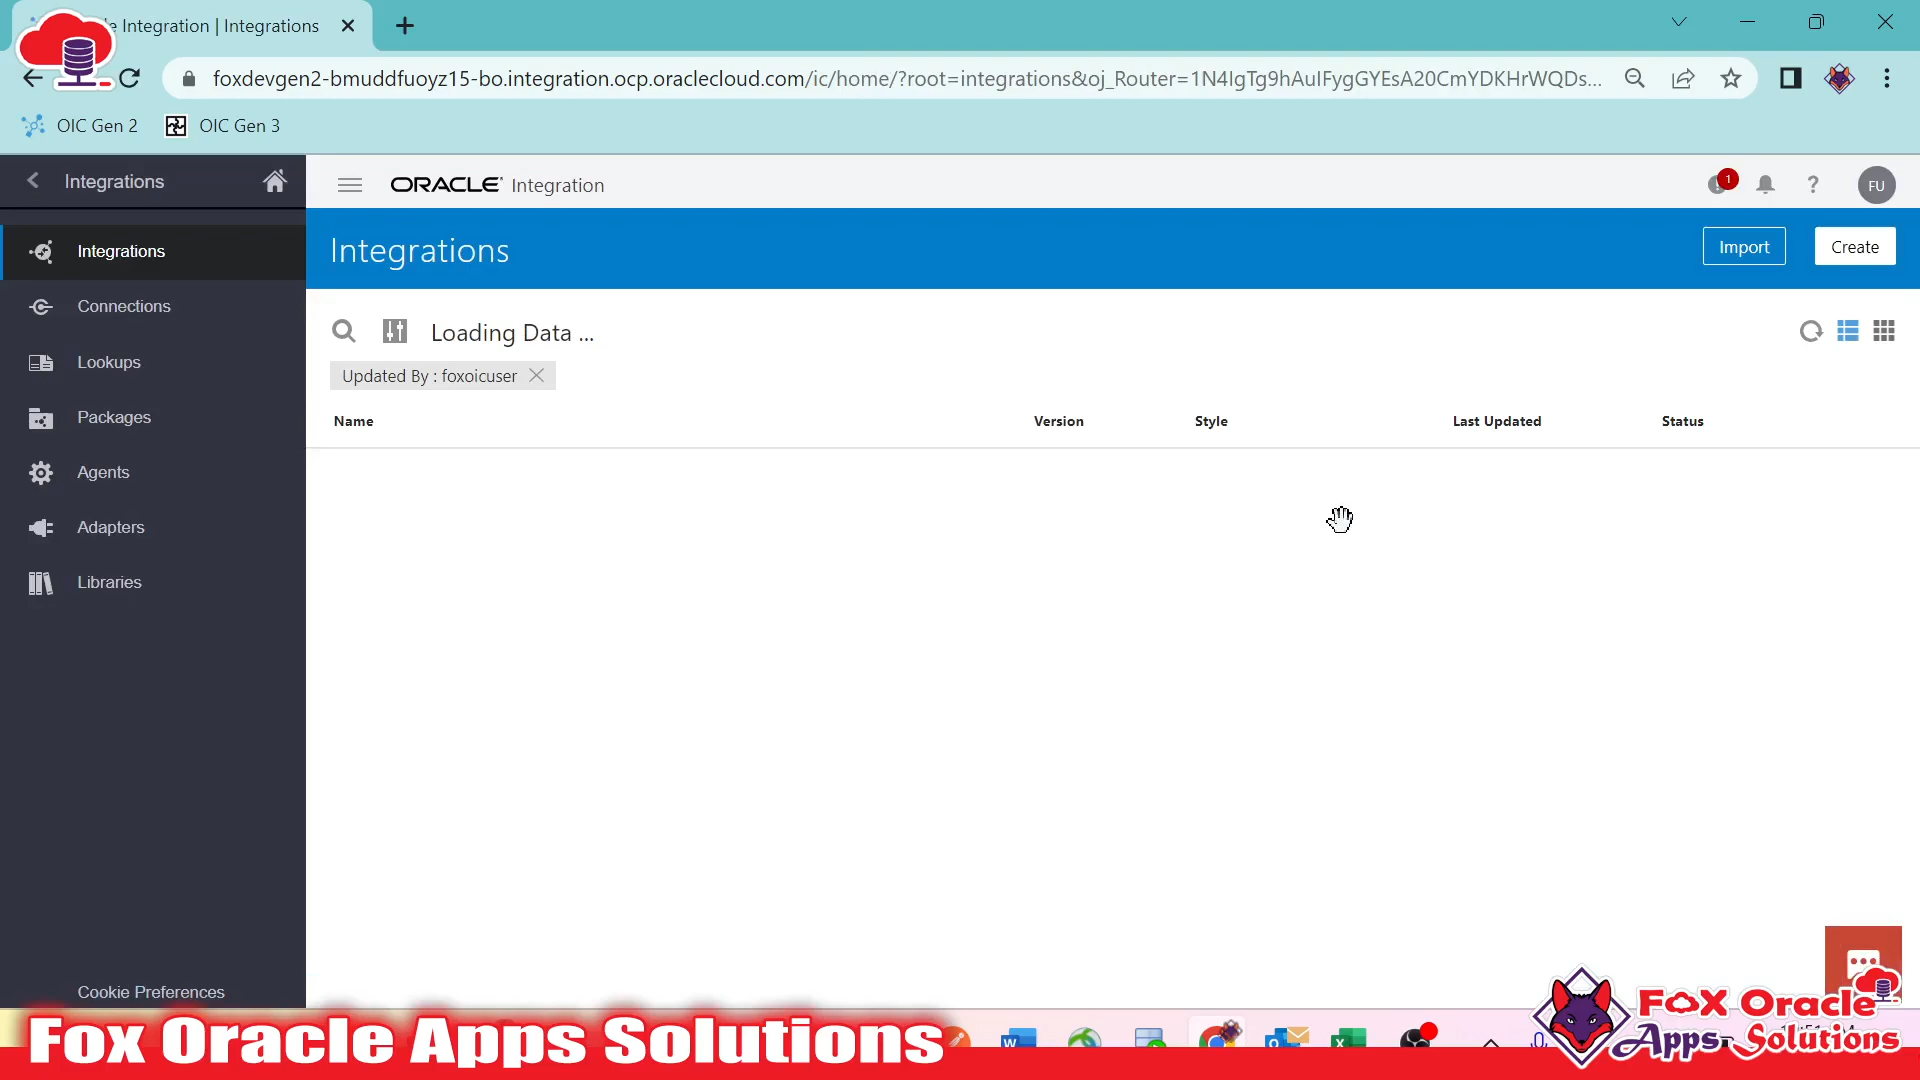 e Integration | Integrations
foxdevgen2-bmuddfuoyz15-bo.integration.ocp.oraclecloud.com/ic/home/?root=integrations&oj_Router=1N4IgTg9hAuIFygGYEsA20CmYDKHrWQDs...
OIC Gen 2
OIC Gen 3
Integrations
ORACLE Integration
1
FU
Integrations
Integrations
Import
Create
Connections
Loading Data ...
Lookups
Updated By : foxoicuser
Packages
Name
Version
Style
Last Updated
Status
Agents
Adapters
Libraries
Cookie Preferences
Fox Oracle Apps Solutions
Fox Oracle
Apps Solutions